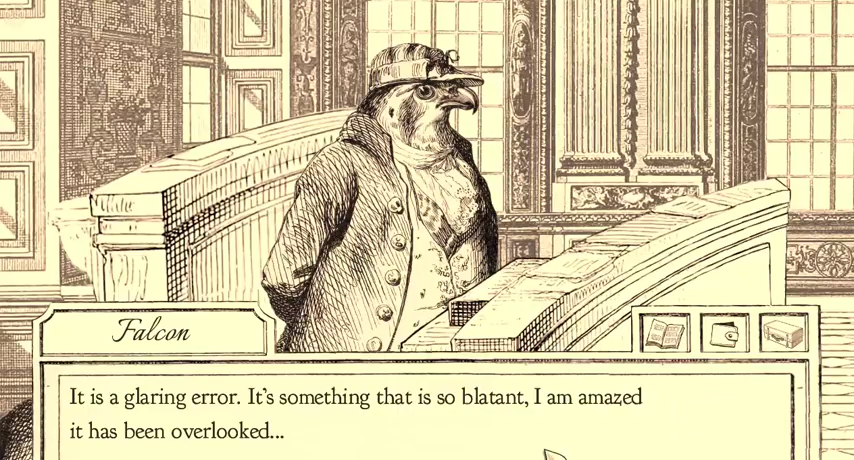 Falcon
It is a glaring error. It's something that is so blatant, I am amazed
it has been overlooked...